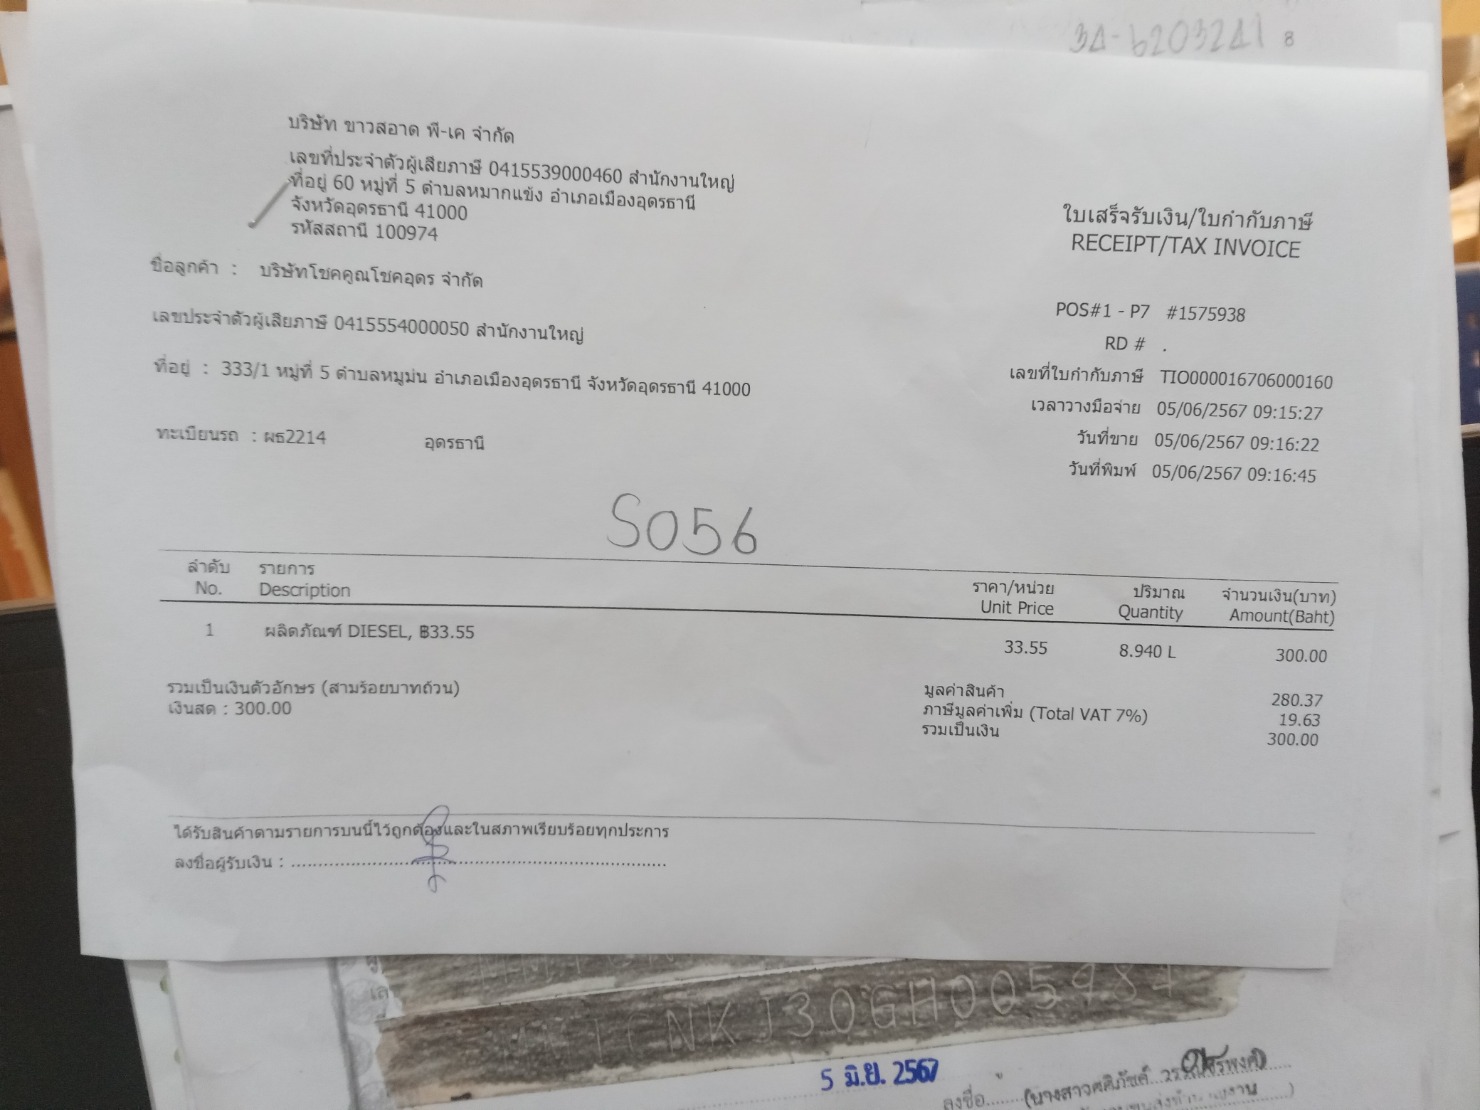 34-6203241 8
บริษัท ขาวสอาด พี-เค จำกัด
เลขที่ประจำตัวผู้เสียภาษี 0415539000460 สำนักงานใหญ่
ที่อยู่ 60 หมู่ที่ 5 ตำบลหมากแข้ง อำเภอเมืองอุดรธานี
จังหวัดอุดรธานี 41000
รหัสสถานี 100974
ใบเสร็จรับเงิน/ใบกำกับภาษี
RECEIPT/TAX INVOICE
ชื่อลูกค้า : บริษัทโชคคูณโชคอุดร จำกัด
POS#1 - P7 #1575938
เลขประจำตัวผู้เสียภาษี 0415554000050 สำนักงานใหญ่
RD # .
ที่อยู่ : 333/1 หมู่ที่ 5 ตำบลหมูม่น อำเภอเมืองอุดรธานี จังหวัดอุดรธานี 41000
เลขที่ใบกำกับภาษี TIO000016706000160
เวลาวางมือจ่าย 05/06/2567 09:15:27
ทะเบียนรถ : ผธ2214 อุดรธานี
วันที่ขาย 05/06/2567 09:16:22
วันที่พิมพ์ 05/06/2567 09:16:45
S056
ลำดับ รายการ ราคา/หน่วย ปริมาณ จำนวนเงิน(บาท)
No. Description Unit Price Quantity Amount(Baht)
1 ผลิตภัณฑ์ DIESEL, ฿33.55 33.55 8.940 L 300.00
รวมเป็นเงินตัวอักษร (สามร้อยบาทถ้วน)
เงินสด : 300.00
มูลค่าสินค้า 280.37
ภาษีมูลค่าเพิ่ม (Total VAT 7%) 19.63
รวมเป็นเงิน 300.00
ได้รับสินค้าตามรายการบนนี้ไว้ถูกต้องและในสภาพเรียบร้อยทุกประการ
ลงชื่อผู้รับเงิน :
5 มิ.ย. 2567
ลงชื่อ